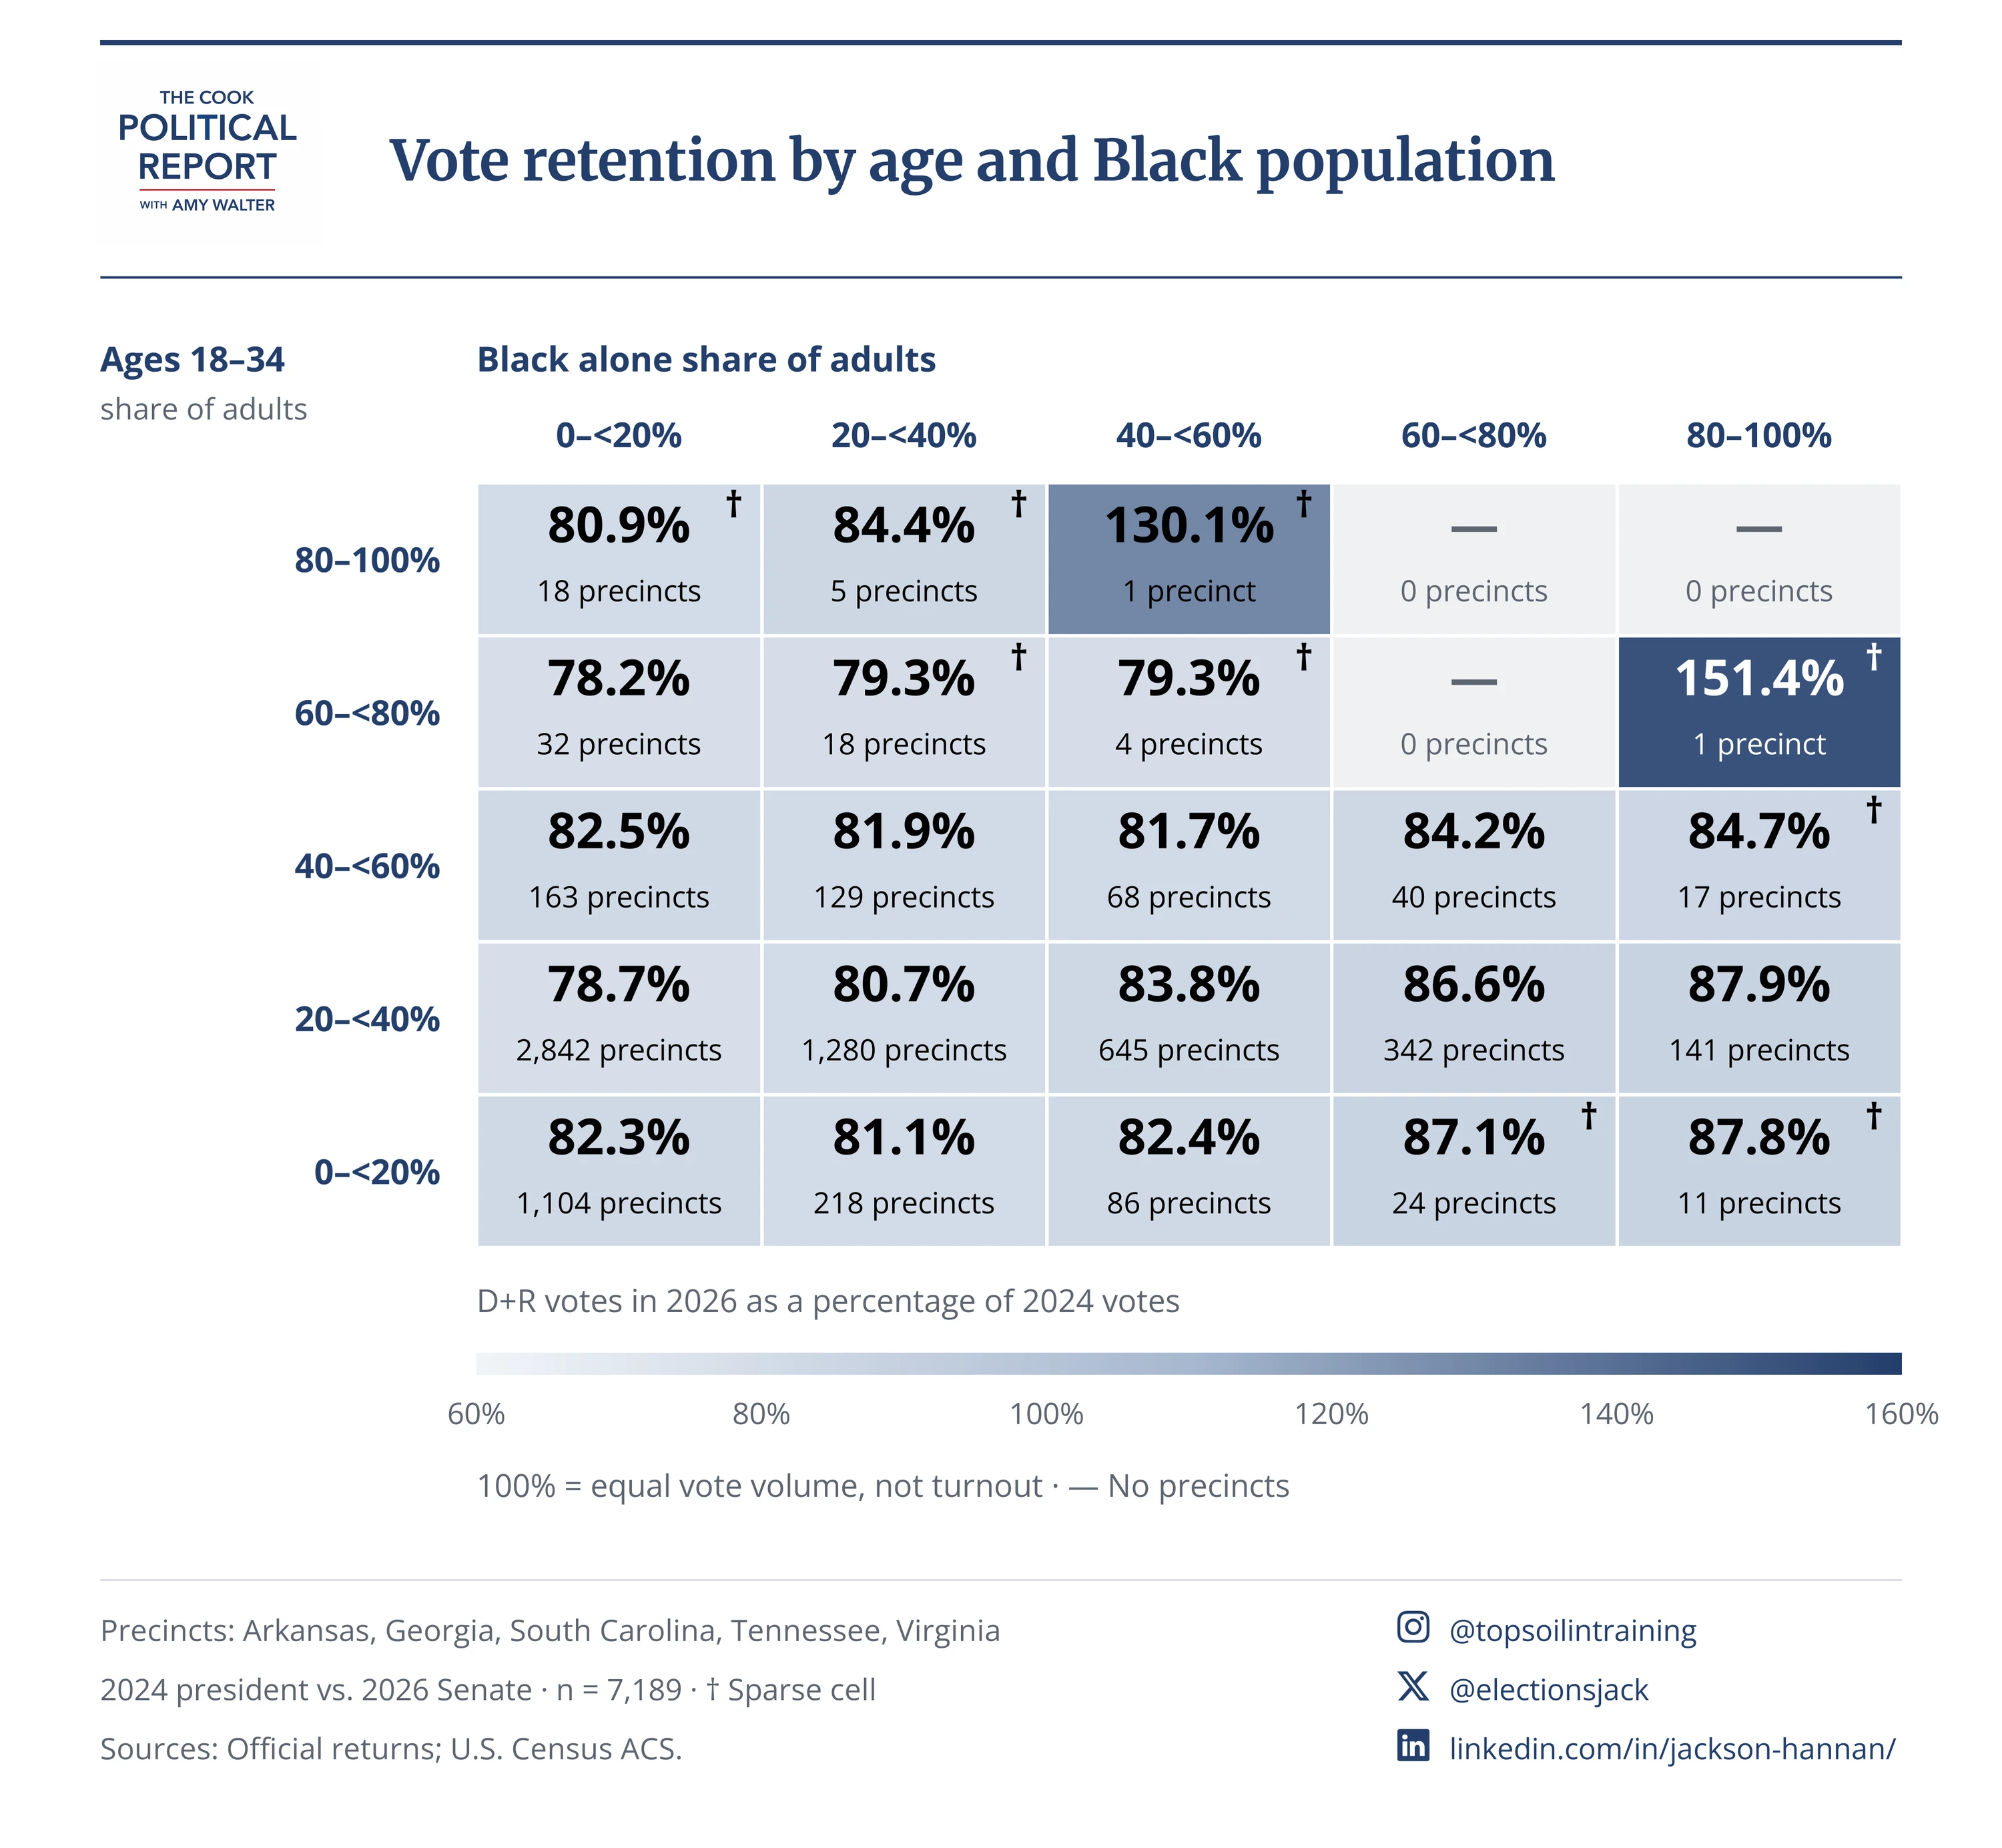 THE COOK
POLITICAL
REPORT
WITH AMY WALTER
Vote retention by age and Black population
Ages 18–34
share of adults
Black alone share of adults
0–<20% 20–<40% 40–<60% 60–<80% 80–100%
80–100%
80.9% † 84.4% † 130.1% † — —
18 precincts 5 precincts 1 precinct 0 precincts 0 precincts
60–<80%
78.2% 79.3% † 79.3% † — 151.4% †
32 precincts 18 precincts 4 precincts 0 precincts 1 precinct
40–<60%
82.5% 81.9% 81.7% 84.2% 84.7% †
163 precincts 129 precincts 68 precincts 40 precincts 17 precincts
20–<40%
78.7% 80.7% 83.8% 86.6% 87.9%
2,842 precincts 1,280 precincts 645 precincts 342 precincts 141 precincts
0–<20%
82.3% 81.1% 82.4% 87.1% † 87.8% †
1,104 precincts 218 precincts 86 precincts 24 precincts 11 precincts
D+R votes in 2026 as a percentage of 2024 votes
60% 80% 100% 120% 140% 160%
100% = equal vote volume, not turnout · — No precincts
Precincts: Arkansas, Georgia, South Carolina, Tennessee, Virginia
2024 president vs. 2026 Senate · n = 7,189 · † Sparse cell
Sources: Official returns; U.S. Census ACS.
@topsoilintraining
@electionsjack
linkedin.com/in/jackson-hannan/